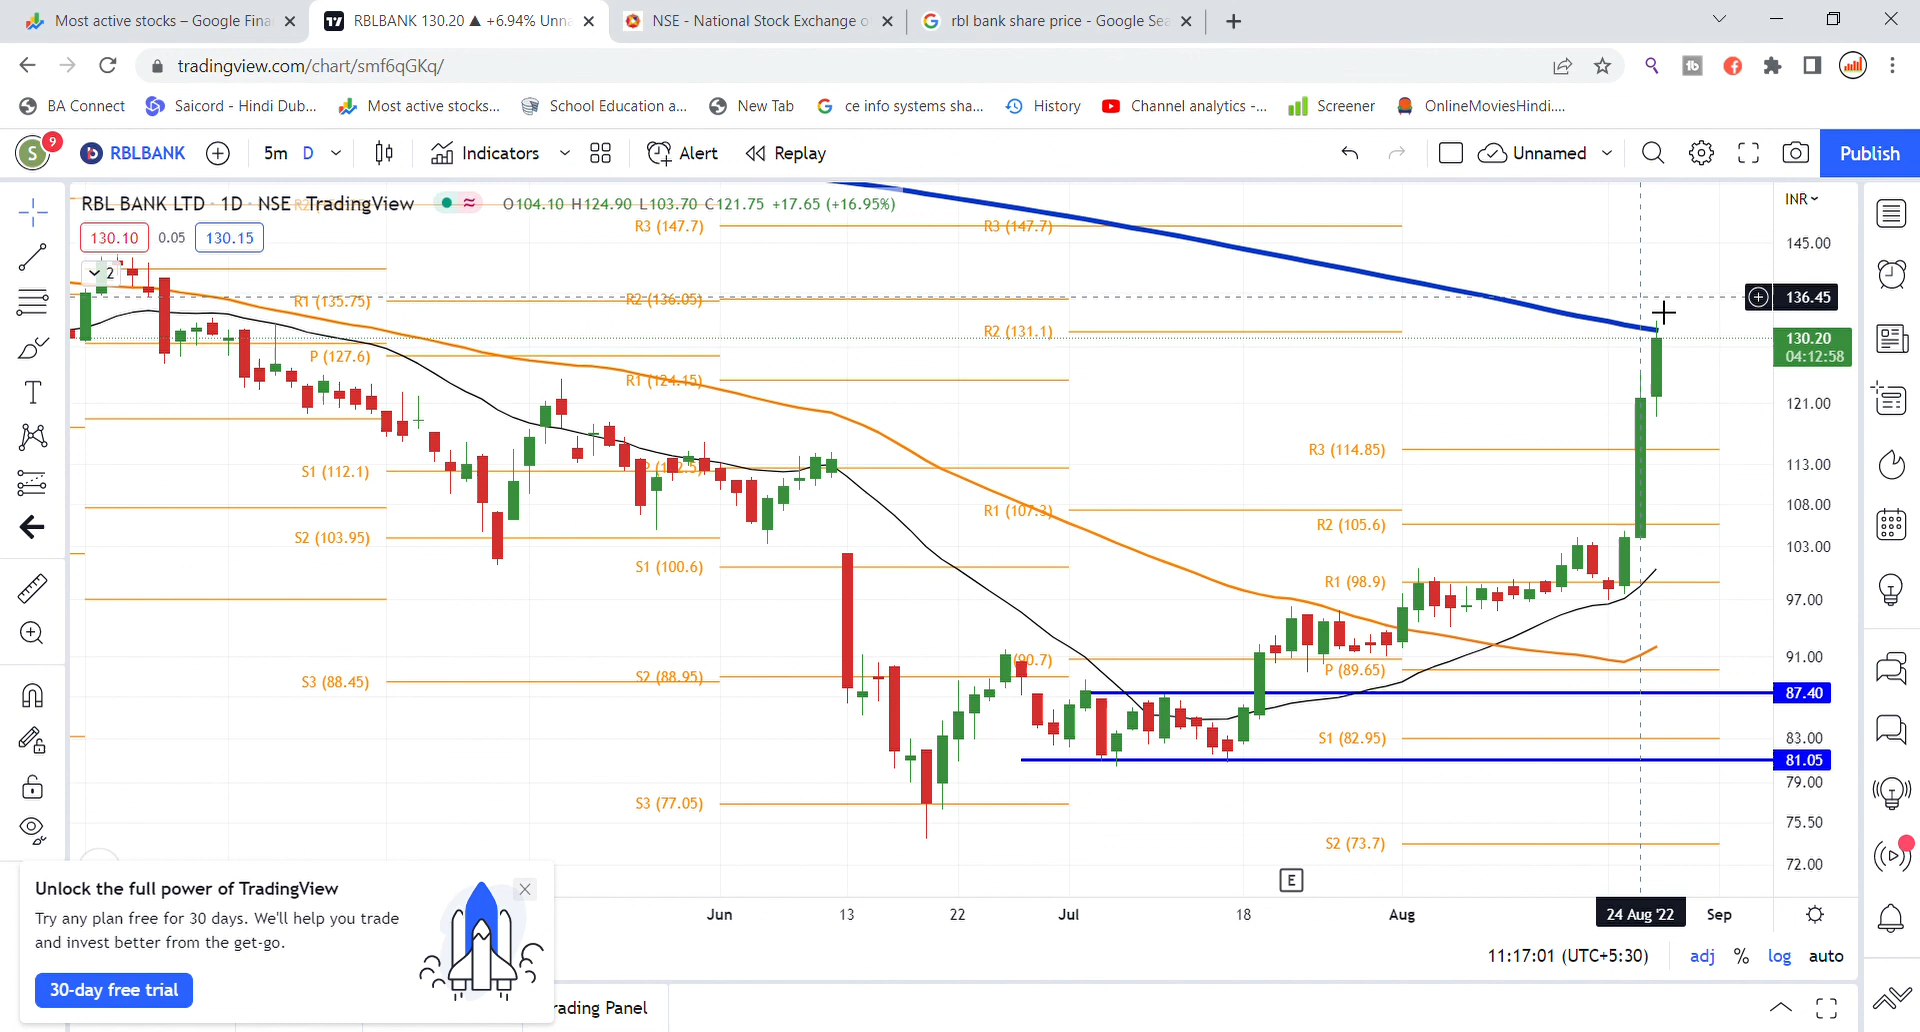 Most active stocks – Google Fina
RBLBANK 130.20 ▲ +6.94% Unna
NSE - National Stock Exchange o
rbl bank share price - Google Sea
tradingview.com/chart/smf6qGKq/
BA Connect
Saicord - Hindi Dub...
Most active stocks...
School Education a...
New Tab
ce info systems sha...
History
Channel analytics -...
Screener
OnlineMoviesHindi....
S
9
RBLBANK
5m
D
Indicators
Alert
Replay
Unnamed
Publish
RBL BANK LTD · 1D · NSE TradingView
O104.10 H124.90 L103.70 C121.75 +17.65 (+16.95%)
INR
130.10
0.05
130.15
2
R3 (147.7)
R3 (147.7)
145.00
R1 (135.75)
R2 (136.05)
136.45
R2 (131.1)
130.20
04:12:58
P (127.6)
R1 (124.15)
121.00
R3 (114.85)
113.00
S1 (112.1)
R1 (107.3)
108.00
R2 (105.6)
S2 (103.95)
103.00
S1 (100.6)
R1 (98.9)
97.00
91.00
P (89.65)
S2 (88.95)
S3 (88.45)
87.40
S1 (82.95)
83.00
81.05
79.00
S3 (77.05)
75.50
S2 (73.7)
72.00
E
Jun
13
22
Jul
18
Aug
24 Aug '22
Sep
Unlock the full power of TradingView
Try any plan free for 30 days. We'll help you trade
and invest better from the get-go.
30-day free trial
11:17:01 (UTC+5:30)
adj
%
log
auto
rading Panel